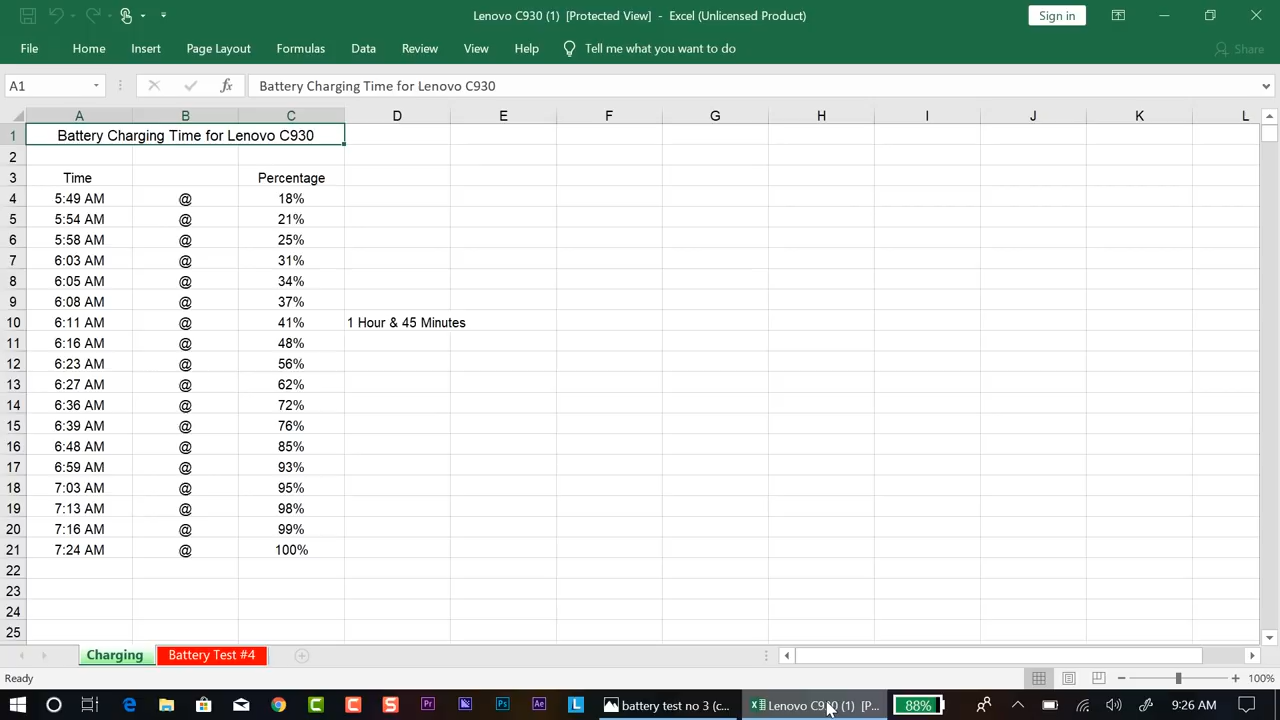 Lenovo C930 (1) [Protected View] - Excel (Unlicensed Product)
Sign in
File Home Insert Page Layout Formulas Data Review View Help Tell me what you want to do Share
A1 fx Battery Charging Time for Lenovo C930
A B C D E F G H I J K L
1 Battery Charging Time for Lenovo C930
2
3 Time Percentage
4 5:49 AM @ 18%
5 5:54 AM @ 21%
6 5:58 AM @ 25%
7 6:03 AM @ 31%
8 6:05 AM @ 34%
9 6:08 AM @ 37%
10 6:11 AM @ 41% 1 Hour & 45 Minutes
11 6:16 AM @ 48%
12 6:23 AM @ 56%
13 6:27 AM @ 62%
14 6:36 AM @ 72%
15 6:39 AM @ 76%
16 6:48 AM @ 85%
17 6:59 AM @ 93%
18 7:03 AM @ 95%
19 7:13 AM @ 98%
20 7:16 AM @ 99%
21 7:24 AM @ 100%
22
23
24
25
Charging Battery Test #4
Ready 100%
C C S Pr Ps Ae L battery test no 3 (c... Lenovo C930 (1) [P... 88% 9:26 AM